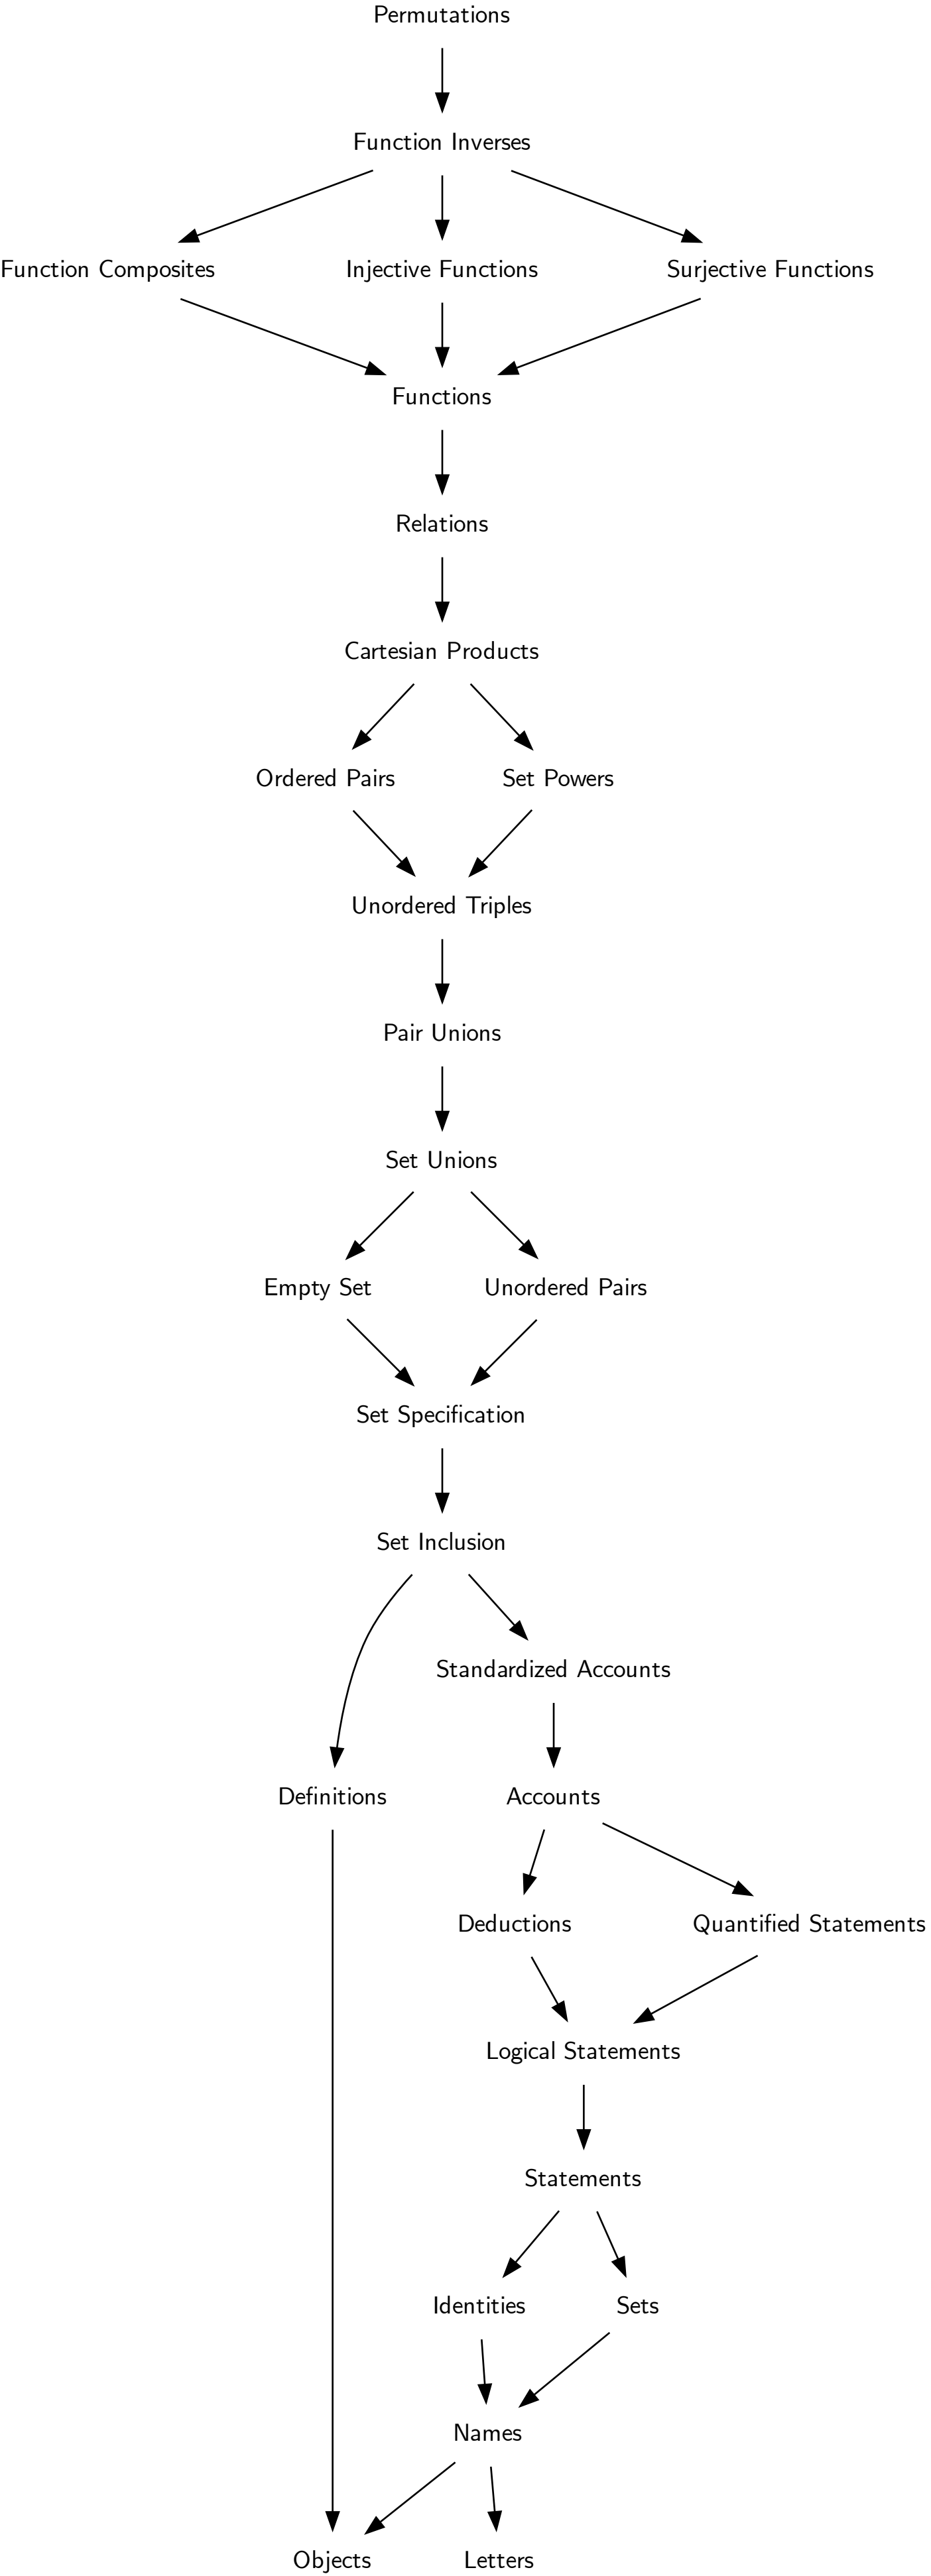 Permutations
Function Inverses
Function Composites
Injective Functions
Surjective Functions
Functions
Relations
Cartesian Products
Ordered Pairs
Set Powers
Unordered Triples
Pair Unions
Set Unions
Empty Set
Unordered Pairs
Set Specification
Set Inclusion
Standardized Accounts
Definitions
Accounts
Deductions
Quantified Statements
Logical Statements
Statements
Identities
Sets
Names
Objects
Letters